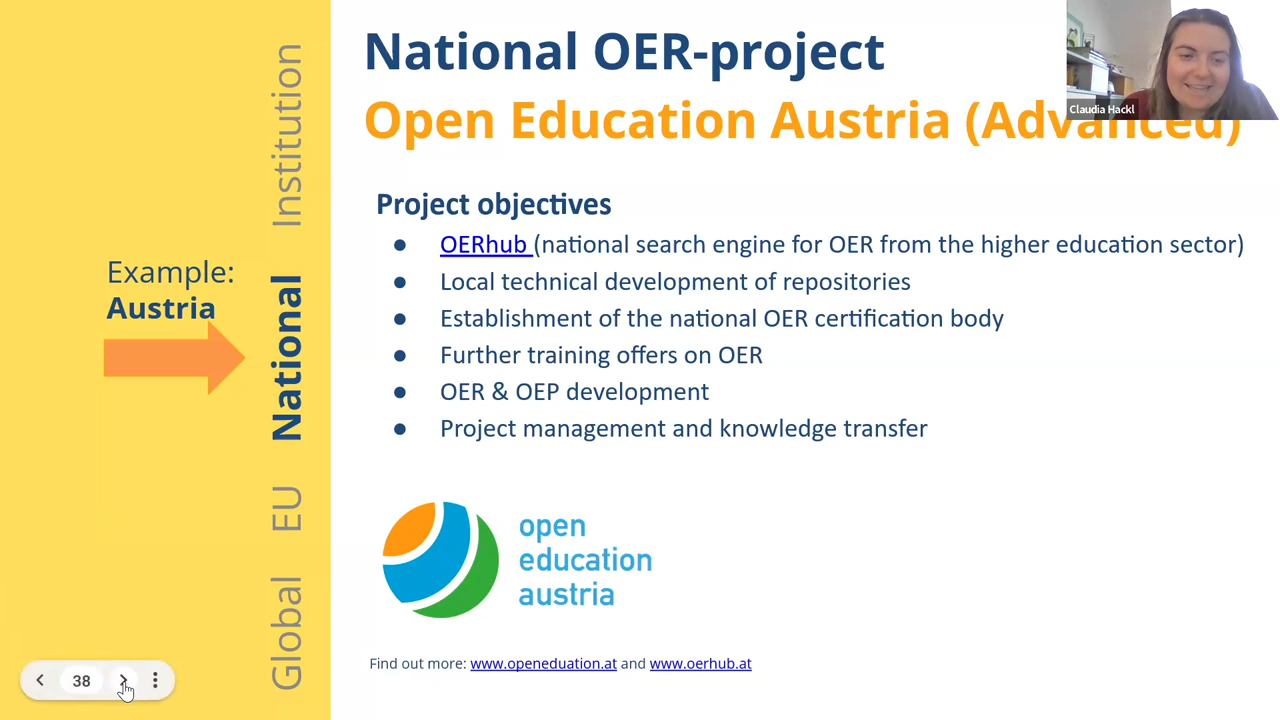 National OER-project
Open Education Austria (Advanced)
Claudia Hackl
Project objectives
● OERhub (national search engine for OER from the higher education sector)
● Local technical development of repositories
● Establishment of the national OER certification body
● Further training offers on OER
● OER & OEP development
● Project management and knowledge transfer
Example:
Austria
Institution
National
EU
Global
open
education
austria
Find out more: www.openeduation.at and www.oerhub.at
38